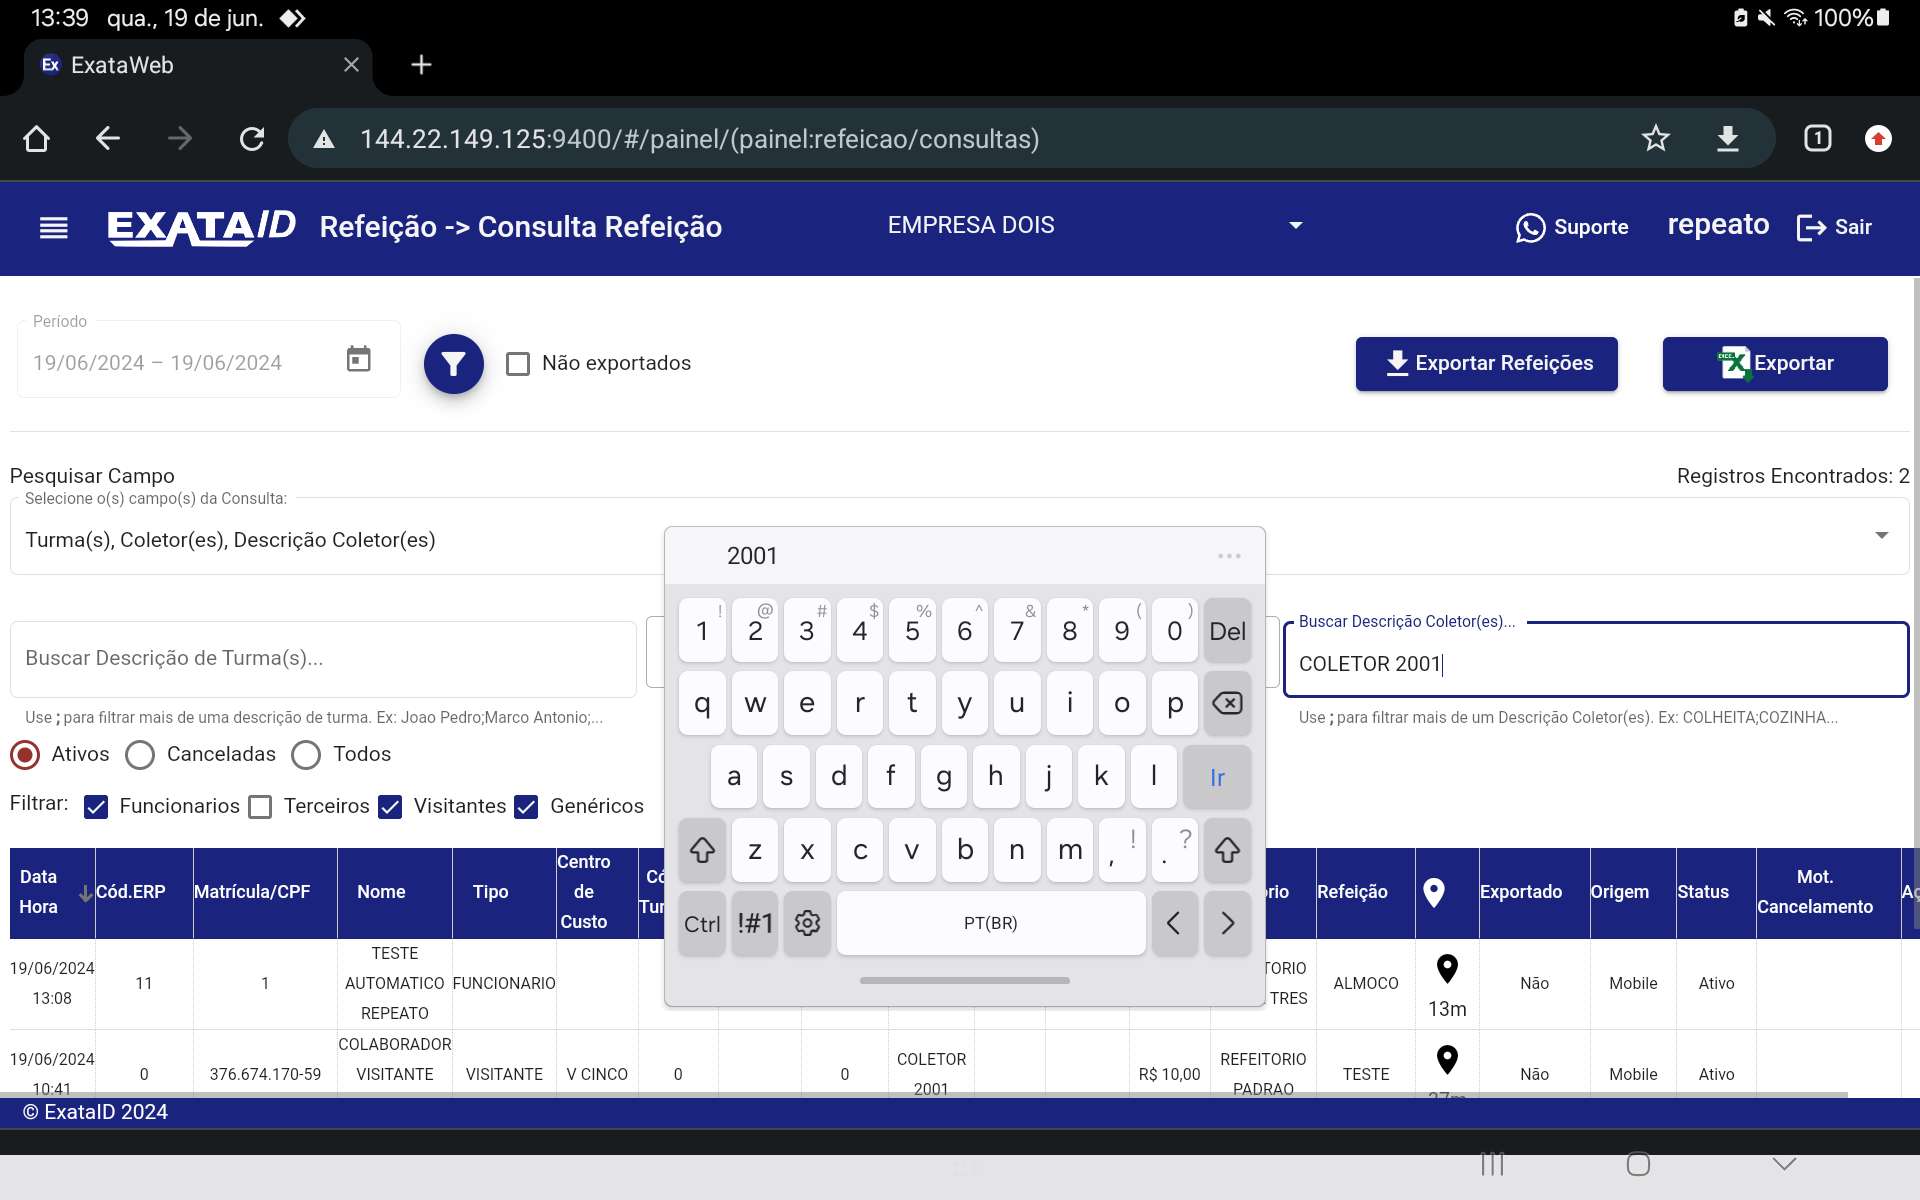 13:39 qua., 19 de jun. 100%
Ex ExataWeb
144.22.149.125:9400/#/painel/(painel:refeicao/consultas) 1
EXATAID Refeição -> Consulta Refeição EMPRESA DOIS Suporte repeato Sair
Período
19/06/2024 – 19/06/2024 Não exportados Exportar Refeições Exportar
Pesquisar Campo Registros Encontrados: 2
Selecione o(s) campo(s) da Consulta:
Turma(s), Coletor(es), Descrição Coletor(es)
2001
Buscar Descrição Coletor(es)...
Buscar Descrição de Turma(s)... COLETOR 2001
Use ; para filtrar mais de uma descrição de turma. Ex: Joao Pedro;Marco Antonio;... Use ; para filtrar mais de um Descrição Coletor(es). Ex: COLHEITA;COZINHA...
! @ # $ % ^ & * ( )
1 2 3 4 5 6 7 8 9 0 Del
q w e r t y u i o p
a s d f g h j k l Ir
z x c v b n m , ! . ?
Ctrl !#1 PT(BR) < >
Ativos Canceladas Todos
Filtrar: Funcionarios Terceiros Visitantes Genéricos
Data Hora Cód.ERP Matrícula/CPF Nome Tipo Centro de Custo Có Tur rio Refeição Exportado Origem Status Mot. Cancelamento Aç
19/06/2024 13:08 11 1 TESTE AUTOMATICO REPEATO FUNCIONARIO TORIO TRES ALMOCO 13m Não Mobile Ativo
19/06/2024 10:41 0 376.674.170-59 COLABORADOR VISITANTE VISITANTE V CINCO 0 0 COLETOR 2001 R$ 10,00 REFEITORIO PADRAO TESTE 27m Não Mobile Ativo
© ExataID 2024